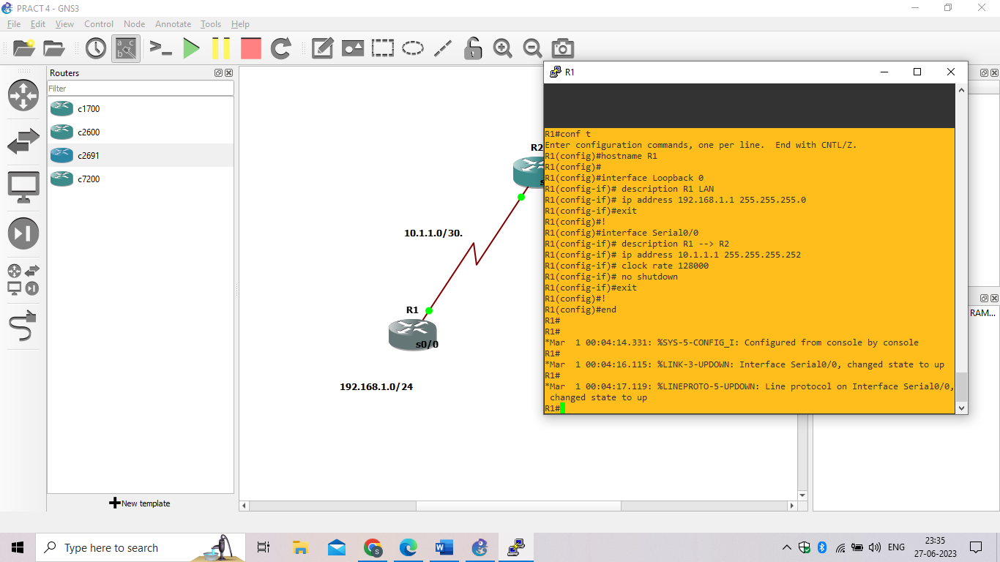 PRACT 4 - GNS3
File Edit View Control Node Annotate Tools Help
Routers
Filter
c1700
c2600
c2691
c7200
New template
R2
s
10.1.1.0/30.
R1
s0/0
192.168.1.0/24
R1
R1#conf t
Enter configuration commands, one per line.  End with CNTL/Z.
R1(config)#hostname R1
R1(config)#
R1(config)#interface Loopback 0
R1(config-if)# description R1 LAN
R1(config-if)# ip address 192.168.1.1 255.255.255.0
R1(config-if)#exit
R1(config)#!
R1(config)#interface Serial0/0
R1(config-if)# description R1 --> R2
R1(config-if)# ip address 10.1.1.1 255.255.255.252
R1(config-if)# clock rate 128000
R1(config-if)# no shutdown
R1(config-if)#exit
R1(config)#!
R1(config)#end
R1#
R1#
*Mar  1 00:04:14.331: %SYS-5-CONFIG_I: Configured from console by console
R1#
*Mar  1 00:04:16.115: %LINK-3-UPDOWN: Interface Serial0/0, changed state to up
R1#
*Mar  1 00:04:17.119: %LINEPROTO-5-UPDOWN: Line protocol on Interface Serial0/0,
changed state to up
R1#
RAM...
Type here to search
ENG
23:35
27-06-2023